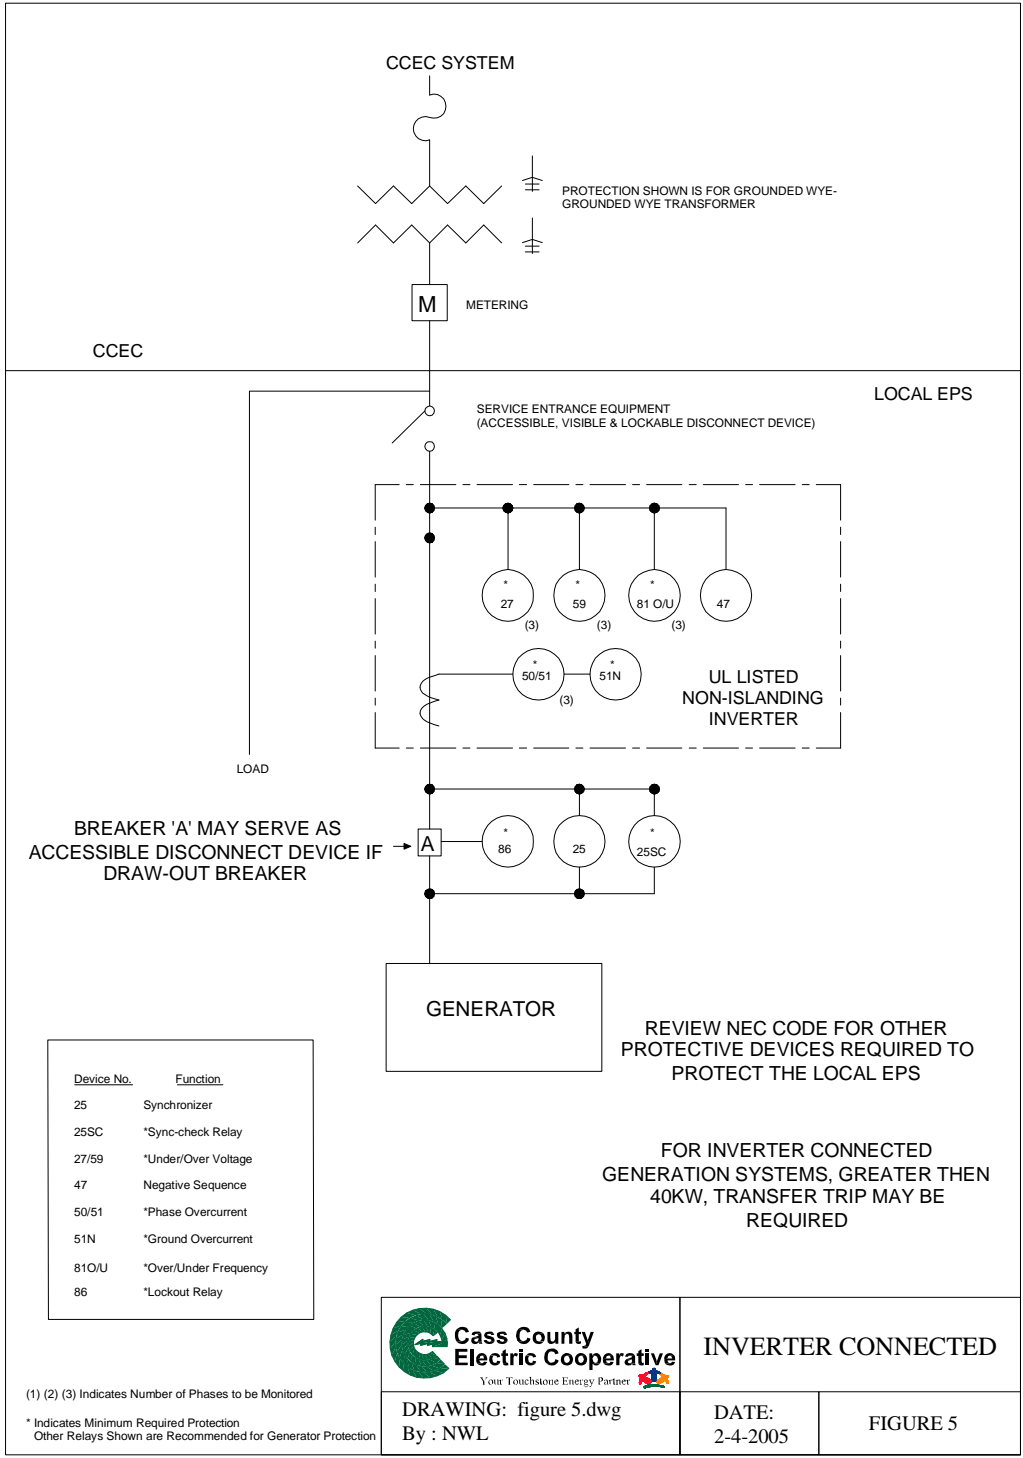 CCEC SYSTEM
PROTECTION SHOWN IS FOR GROUNDED WYE-
GROUNDED WYE TRANSFORMER
M
METERING
CCEC
LOCAL EPS
SERVICE ENTRANCE EQUIPMENT
(ACCESSIBLE, VISIBLE & LOCKABLE DISCONNECT DEVICE)
* 27 (3)
* 59 (3)
* 81 O/U (3)
47
* 50/51 (3)
* 51N
UL LISTED
NON-ISLANDING
INVERTER
LOAD
BREAKER 'A' MAY SERVE AS
ACCESSIBLE DISCONNECT DEVICE IF
DRAW-OUT BREAKER
A
* 86
25
* 25SC
GENERATOR
REVIEW NEC CODE FOR OTHER
PROTECTIVE DEVICES REQUIRED TO
PROTECT THE LOCAL EPS
FOR INVERTER CONNECTED
GENERATION SYSTEMS, GREATER THEN
40KW, TRANSFER TRIP MAY BE
REQUIRED
Device No. Function
25 Synchronizer
25SC *Sync-check Relay
27/59 *Under/Over Voltage
47 Negative Sequence
50/51 *Phase Overcurrent
51N *Ground Overcurrent
81O/U *Over/Under Frequency
86 *Lockout Relay
(1) (2) (3) Indicates Number of Phases to be Monitored
* Indicates Minimum Required Protection
Other Relays Shown are Recommended for Generator Protection
Cass County
Electric Cooperative
Your Touchstone Energy Partner
INVERTER CONNECTED
DRAWING: figure 5.dwg
By : NWL
DATE:
2-4-2005
FIGURE 5